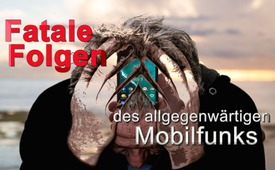 Fatale
Folgen
des allgegenwärtigen
Mobilfunks